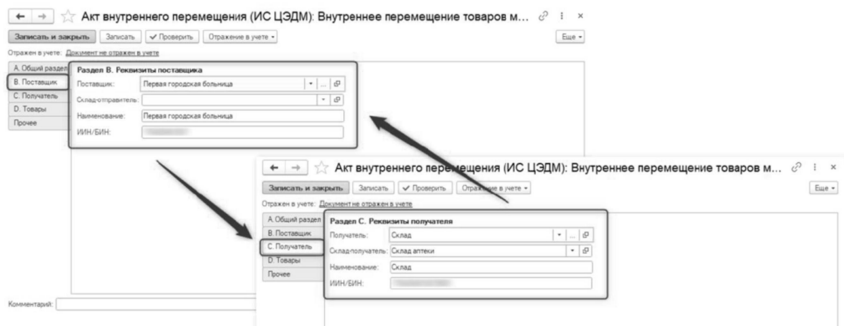 Акт внутреннего перемещения (ИС ЦЭДМ): Внутреннее перемещение товаров м...
Записать и закрыть Записать Проверить Отражение в учете Еще
Отражен в учете: Документ не отражен в учете
А. Общий раздел
В. Поставщик
С. Получатель
D. Товары
Прочее
Раздел В. Реквизиты поставщика
Поставщик: Первая городская больница
Склад-отправитель:
Наименование: Первая городская больница
ИИН/БИН:
Комментарий:
Акт внутреннего перемещения (ИС ЦЭДМ): Внутреннее перемещение товаров м...
Записать и закрыть Записать Проверить Отражение в учете Еще
Отражен в учете: Документ не отражен в учете
А. Общий раздел
В. Поставщик
С. Получатель
D. Товары
Прочее
Раздел С. Реквизиты получателя
Получатель: Склад
Склад-получатель: Склад аптеки
Наименование: Склад
ИИН/БИН: